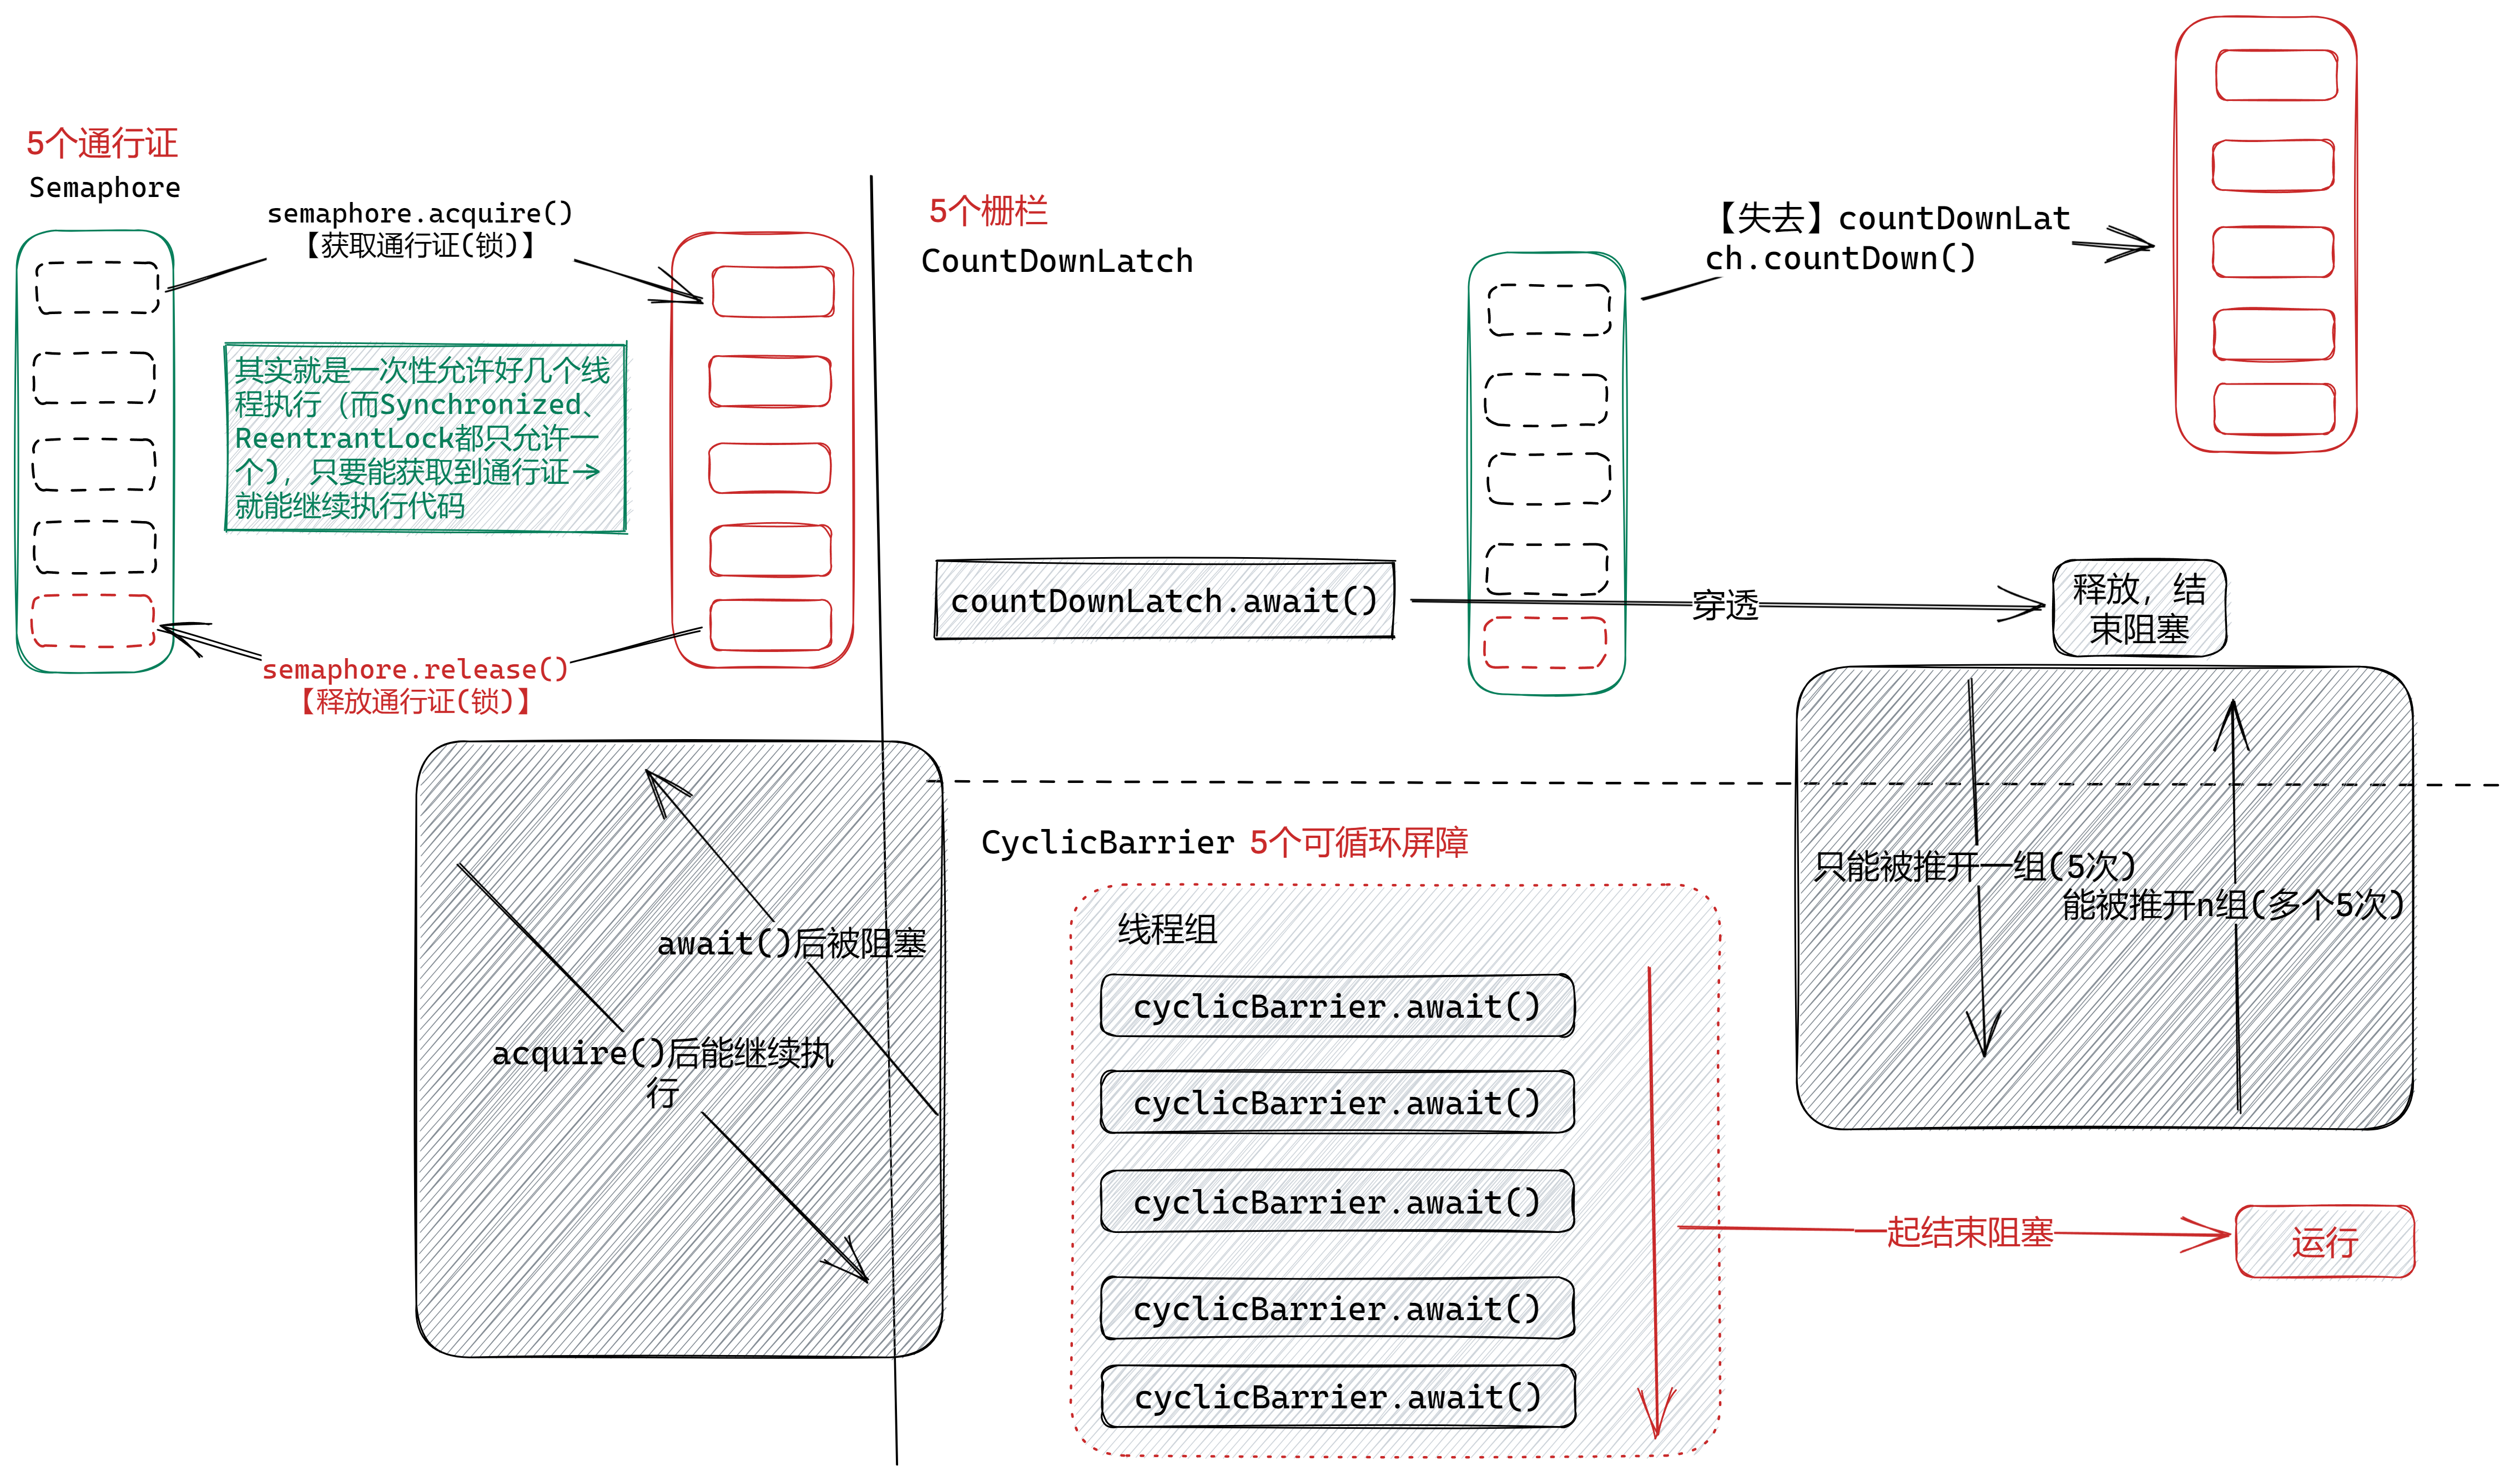 5个通行证
Semaphore
semaphore.acquire()
【获取通行证(锁)】
其实就是一次性允许好几个线
程执行（而Synchronized、
ReentrantLock都只允许一
个），只要能获取到通行证→
就能继续执行代码
semaphore.release()
【释放通行证(锁)】
5个栅栏
CountDownLatch
【失去】countDownLat
ch.countDown()
countDownLatch.await()
穿透
释放，结
束阻塞
await()后被阻塞
acquire()后能继续执
行
只能被推开一组(5次)
能被推开n组(多个5次)
CyclicBarrier 5个可循环屏障
线程组
cyclicBarrier.await()
cyclicBarrier.await()
cyclicBarrier.await()
cyclicBarrier.await()
cyclicBarrier.await()
一起结束阻塞
运行